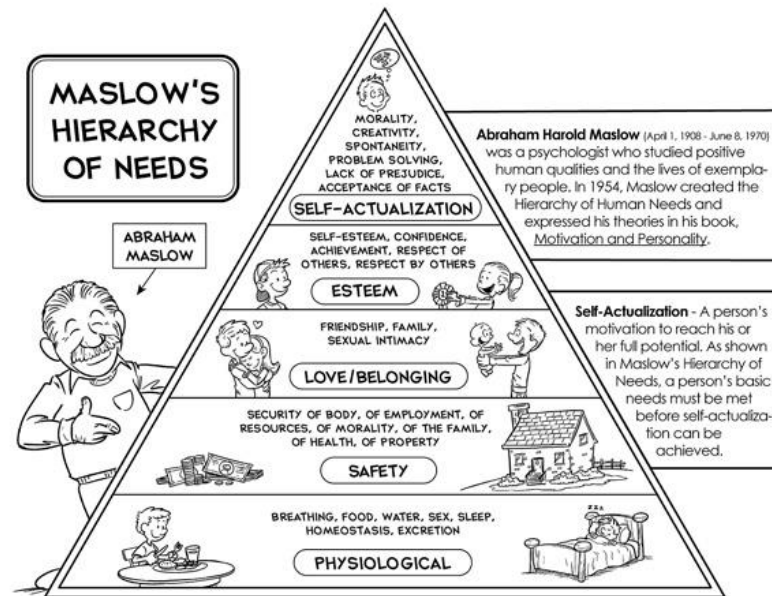 MASLOW'S
HIERARCHY
OF NEEDS
ABRAHAM
MASLOW
MORALITY,
CREATIVITY,
SPONTANEITY,
PROBLEM SOLVING,
LACK OF PREJUDICE,
ACCEPTANCE OF FACTS
SELF-ACTUALIZATION
SELF-ESTEEM, CONFIDENCE,
ACHIEVEMENT, RESPECT OF
OTHERS, RESPECT BY OTHERS
ESTEEM
FRIENDSHIP, FAMILY,
SEXUAL INTIMACY
LOVE/BELONGING
SECURITY OF BODY, OF EMPLOYMENT, OF
RESOURCES, OF MORALITY, OF THE FAMILY,
OF HEALTH, OF PROPERTY
SAFETY
BREATHING, FOOD, WATER, SEX, SLEEP,
HOMEOSTASIS, EXCRETION
PHYSIOLOGICAL
zzz
Abraham Harold Maslow (April 1, 1908 - June 8, 1970)
was a psychologist who studied positive
human qualities and the lives of exempla-
ry people. In 1954, Maslow created the
Hierarchy of Human Needs and
expressed his theories in his book,
Motivation and Personality.
Self-Actualization - A person's
motivation to reach his or
her full potential. As shown
in Maslow's Hierarchy of
Needs, a person's basic
needs must be met
before self-actualiza-
tion can be
achieved.